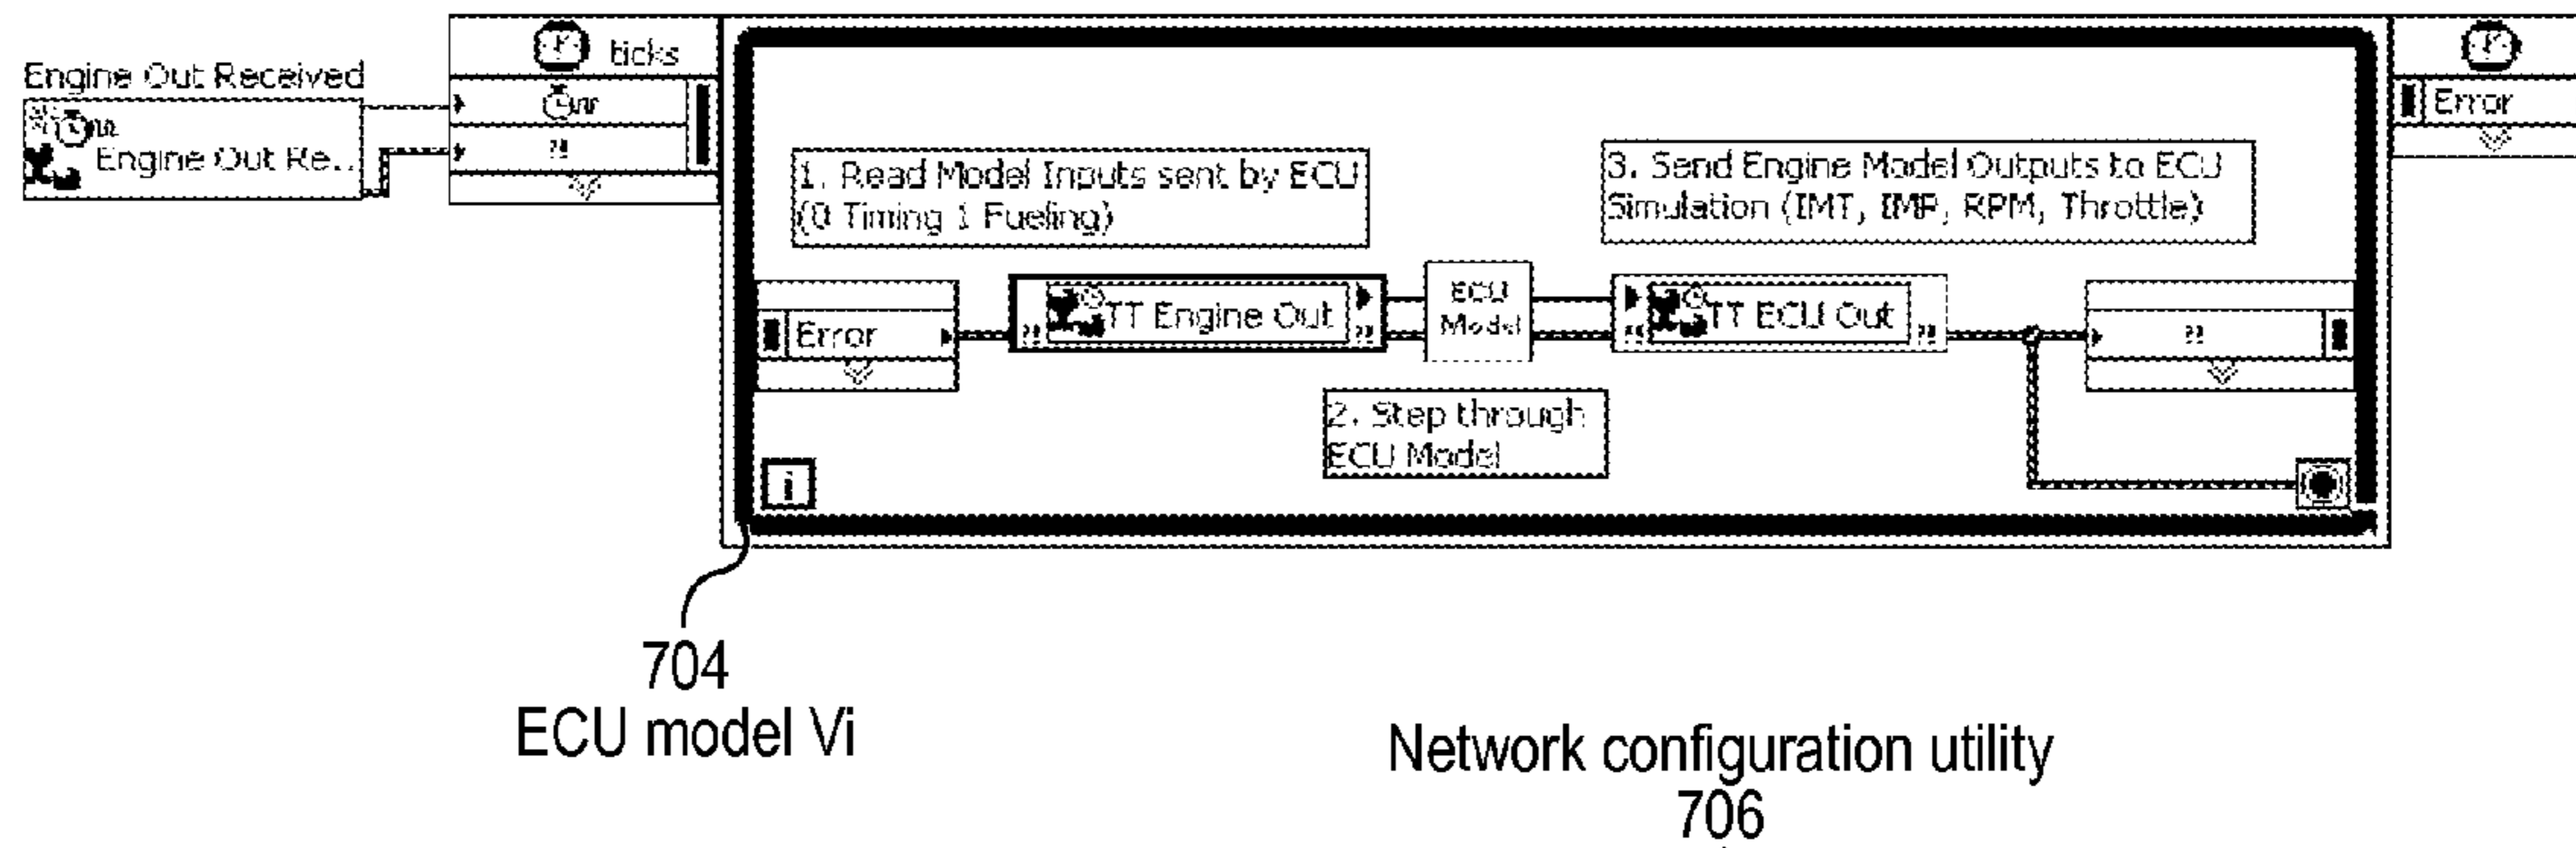 Engine Out Received
Engine Out Re..
ticks
?!
1. Read Model Inputs sent by ECU
(0 Timing 1 Fueling)
3. Send Engine Model Outputs to ECU
Simulation (IMT, IMP, RPM, Throttle)
Error
Error
?!
TT Engine Out
?!
ECU
Model
?!
TT ECU Out
?!
?!
2. Step through
ECU Model
i
704
ECU model Vi
Network configuration utility
706